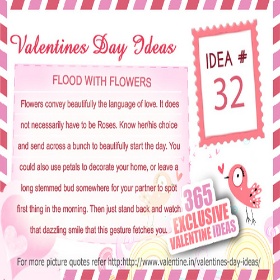 Valentines Day Ideas
IDEA #
32
FLOOD WITH FLOWERS
Flowers convey beautifully the language of love. It does
not necessarily have to be Roses. Know her/his choice
and send across a bunch to beautifully start the day. You
could also use petals to decorate your home, or leave a
long stemmed bud somewhere for your partner to spot
first thing in the morning. Then just stand back and watch
that dazzling smile that this gesture fetches you...
365
EXCLUSIVE
VALENTINE IDEAS
For more picture quotes refer http:http://www.valentine.in/valentines-day-ideas/